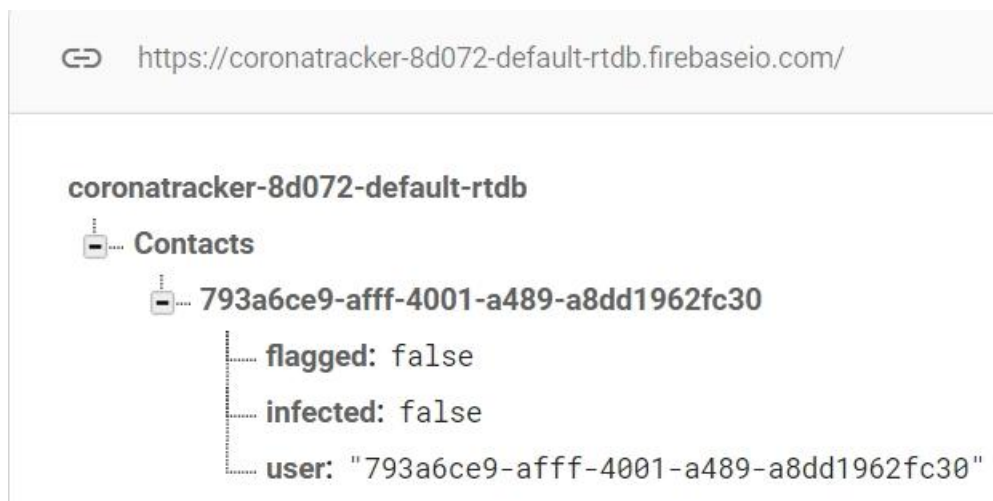 https://coronatracker-8d072-default-rtdb.firebaseio.com/
coronatracker-8d072-default-rtdb
Contacts
793a6ce9-afff-4001-a489-a8dd1962fc30
flagged: false
infected: false
user: "793a6ce9-afff-4001-a489-a8dd1962fc30"